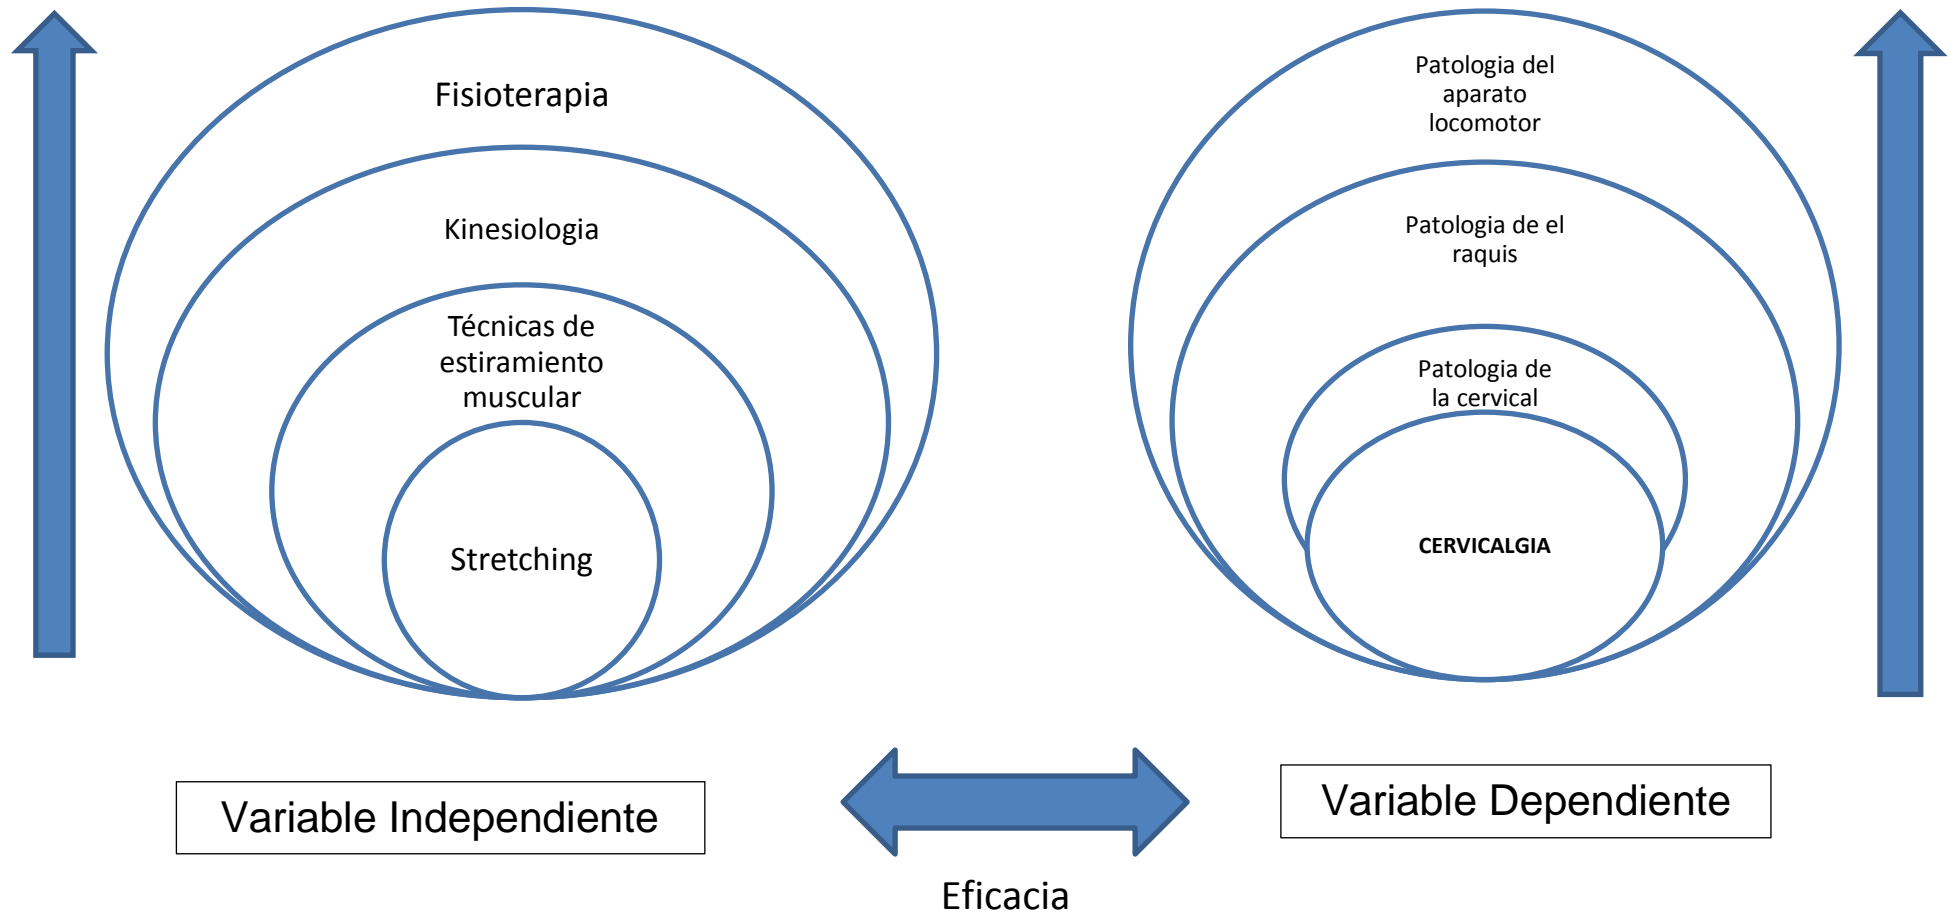 Fisioterapia
Kinesiologia
Técnicas de
estiramiento
muscular
Stretching
Patologia del
aparato
locomotor
Patologia de el
raquis
Patologia de
la cervical
CERVICALGIA
Variable Independiente
Eficacia
Variable Dependiente